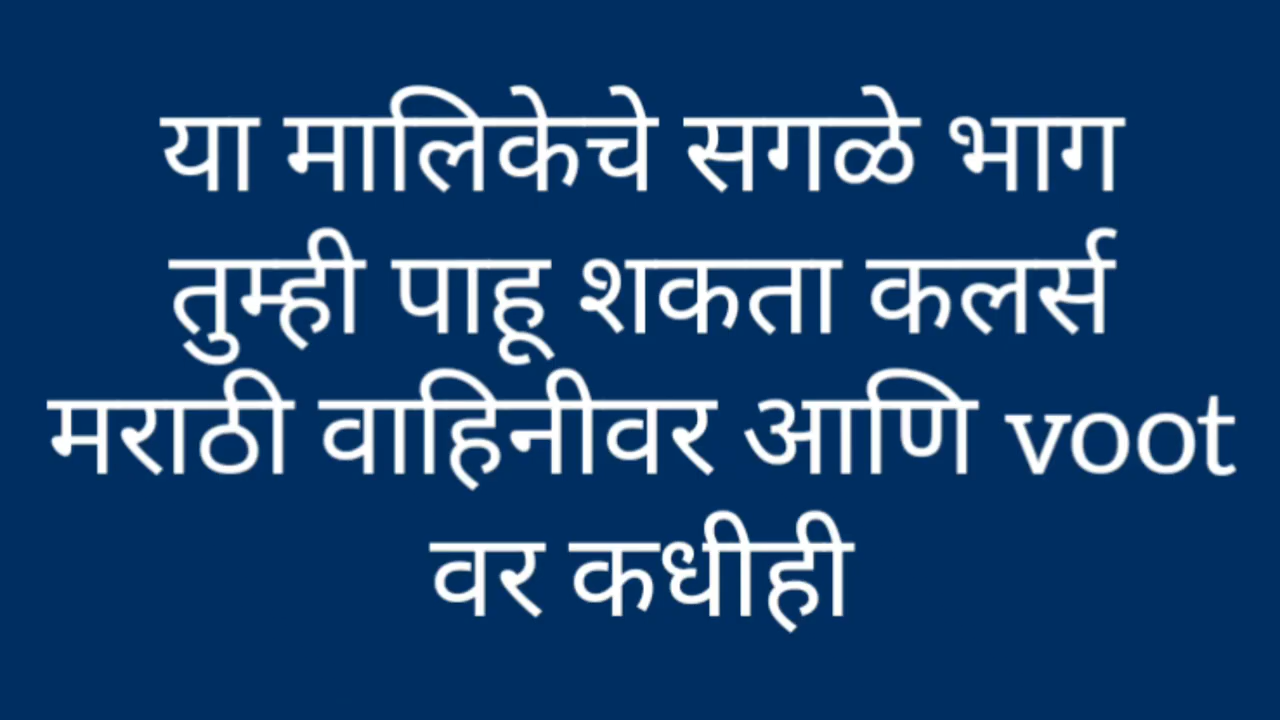 या मालिकेचे सगळे भाग
तुम्ही पाहू शकता कलर्स
मराठी वाहिनीवर आणि voot
वर कधीही